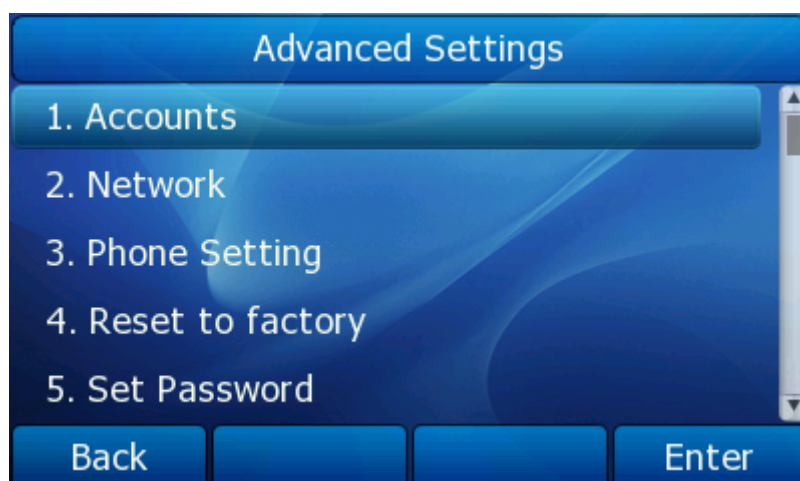 Advanced Settings
1. Accounts
2. Network
3. Phone Setting
4. Reset to factory
5. Set Password
Back Enter